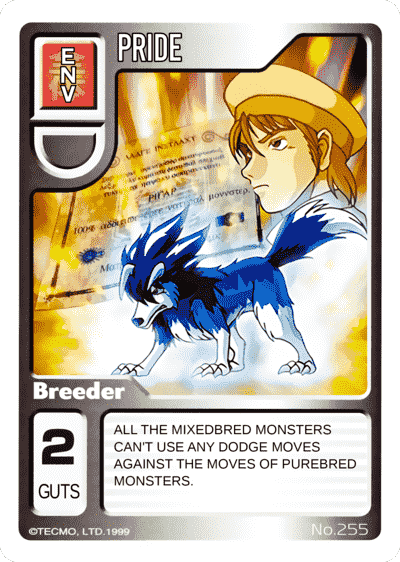 ENV
PRIDE
ΤΙΓΑΡ
Breeder
2
GUTS
ALL THE MIXEDBRED MONSTERS
CAN'T USE ANY DODGE MOVES
AGAINST THE MOVES OF PUREBRED
MONSTERS.
©TECMO, LTD.1999
No.255